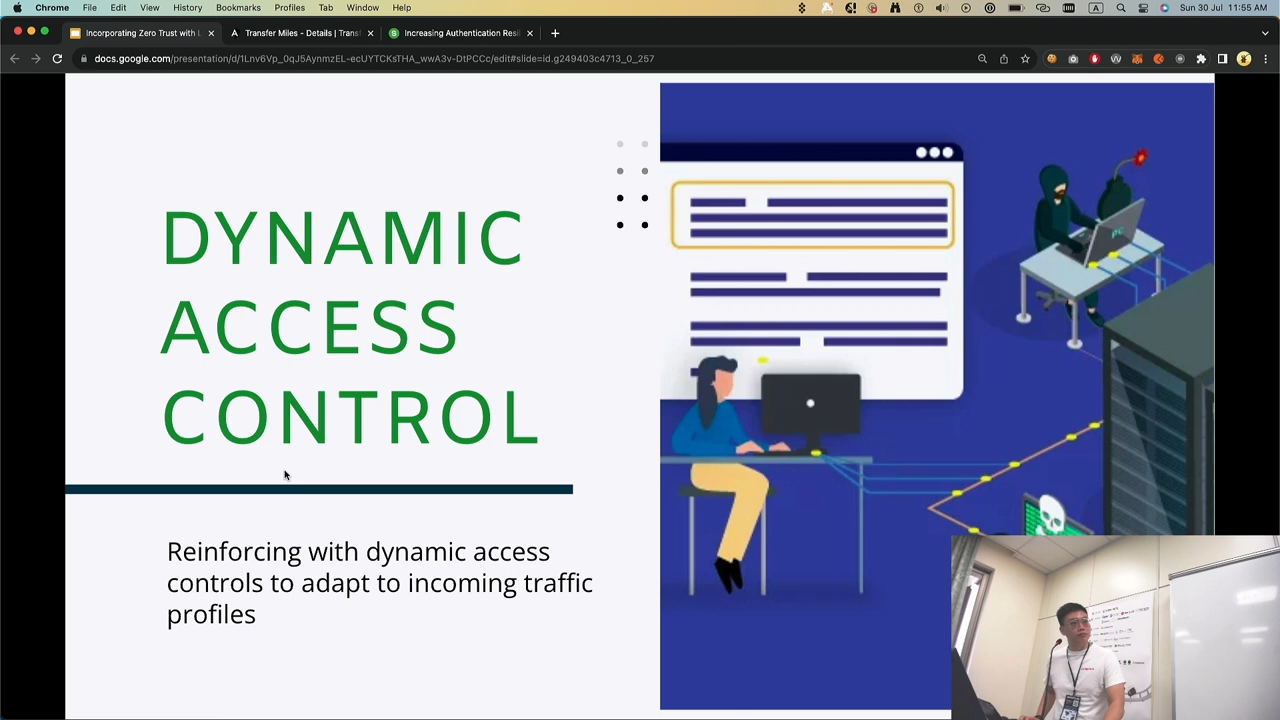 Chrome File Edit View History Bookmarks Profiles Tab Window Help A Sun 30 Jul 11:55 AM
Incorporating Zero Trust with L Transfer Miles - Details | Trans Increasing Authentication Resi
docs.google.com/presentation/d/1Lnv6Vp_0qJ5AynmzEL-ecUYTCKsTHA_wwA3v-DtPCCc/edit#slide=id.g249403c4713_0_257
DYNAMIC
ACCESS
CONTROL
Reinforcing with dynamic access
controls to adapt to incoming traffic
profiles
PC